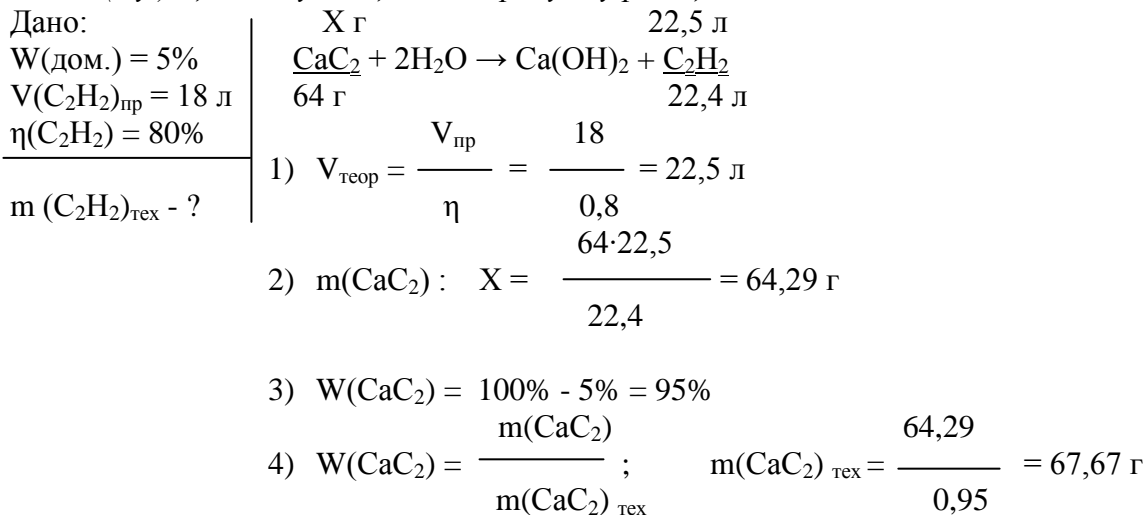 Дано:
W(дом.) = 5%
V(C₂H₂)пр = 18 л
η(C₂H₂) = 80%
m (C₂H₂)тех - ?
X г 22,5 л
CaC₂ + 2H₂O → Ca(OH)₂ + C₂H₂
64 г 22,4 л
Vпр 18
1) Vтеор = = = 22,5 л
η 0,8
64·22,5
2) m(CaC₂) : X = = 64,29 г
22,4
3) W(CaC₂) = 100% - 5% = 95%
m(CaC₂) 64,29
4) W(CaC₂) = ; m(CaC₂) тех = = 67,67 г
m(CaC₂) тех 0,95